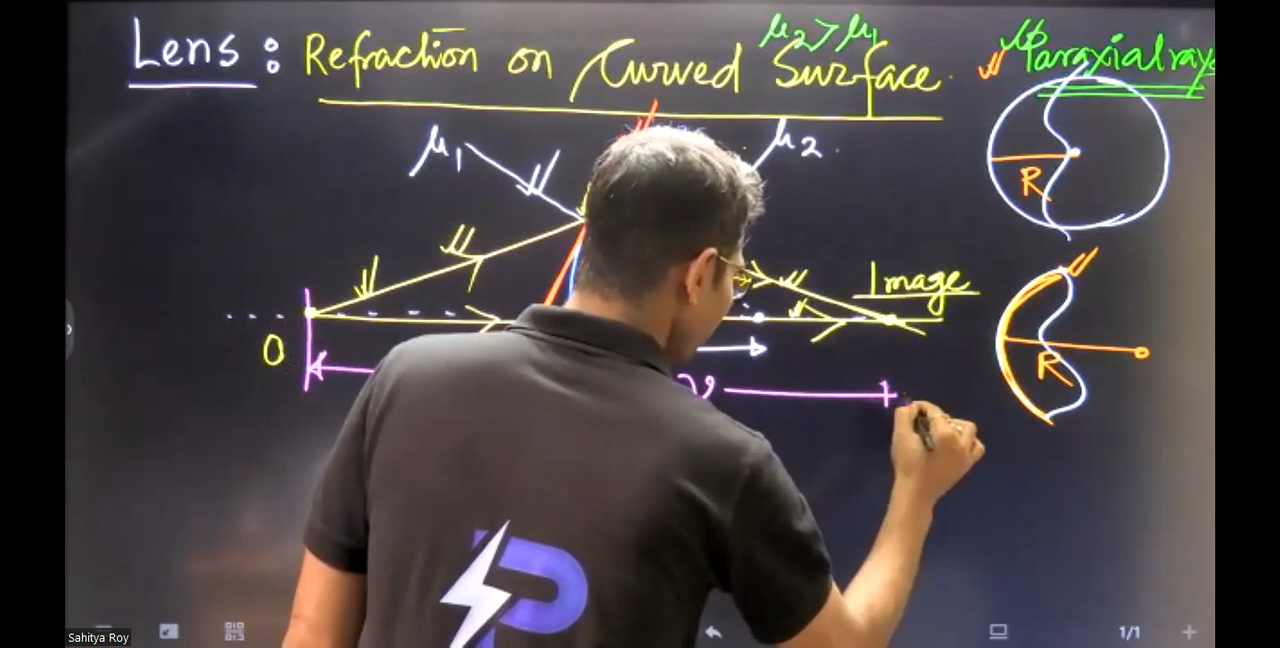 Lens : Refraction on Curved Surface.
μ2 > μ1
Paraxial rays
μ1
μ2
R
Image
O
R
v
P
Sahitya Roy
1/1